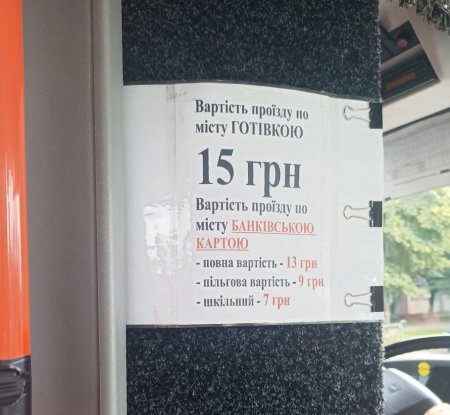 Вартість проїзду по
місту ГОТІВКОЮ
15 грн
Вартість проїзду по
місту БАНКІВСЬКОЮ
КАРТОЮ
- повна вартість - 13 грн
- пільгова вартість - 9 грн
- шкільний - 7 грн